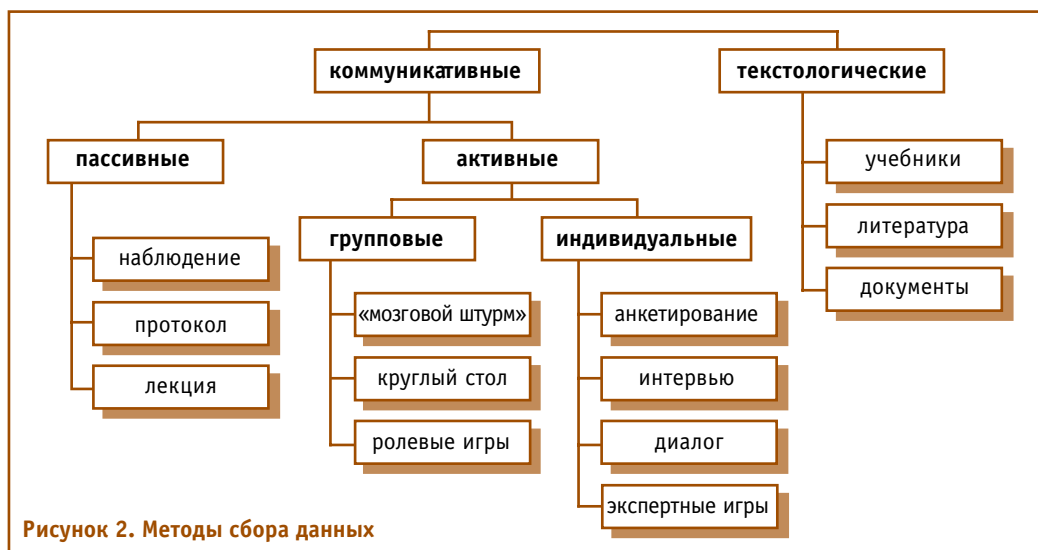 коммуникативные
текстологические
пассивные
активные
учебники
групповые
индивидуальные
литература
наблюдение
документы
«мозговой штурм»
анкетирование
протокол
круглый стол
интервью
лекция
ролевые игры
диалог
экспертные игры
Рисунок 2. Методы сбора данных